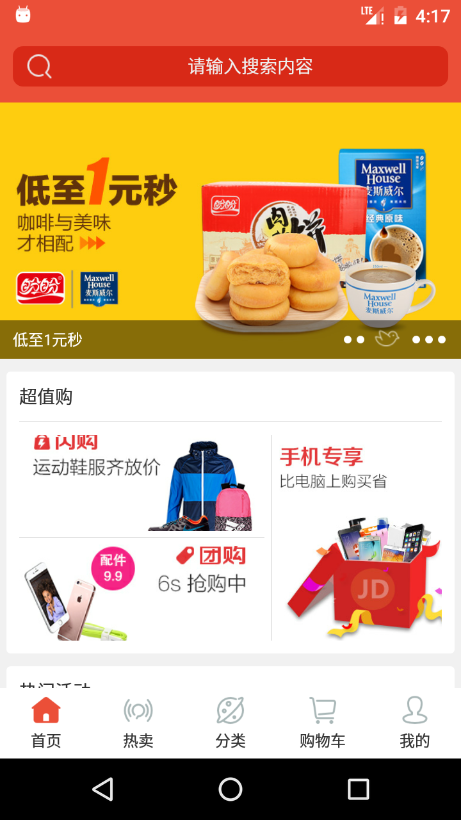 LTE 4:17
请输入搜索内容
低至1元秒
咖啡与美味
才相配
盼盼
Maxwell
House
麦斯威尔
盼盼
肉松饼
Maxwell
House
麦斯威尔
经典原味
Maxwell
House
麦斯威尔
低至1元秒
超值购
闪购
运动鞋服齐放价
手机专享
比电脑上购买省
配件
9.9
团购
6s 抢购中
JD
热门活动
首页
热卖
分类
购物车
我的